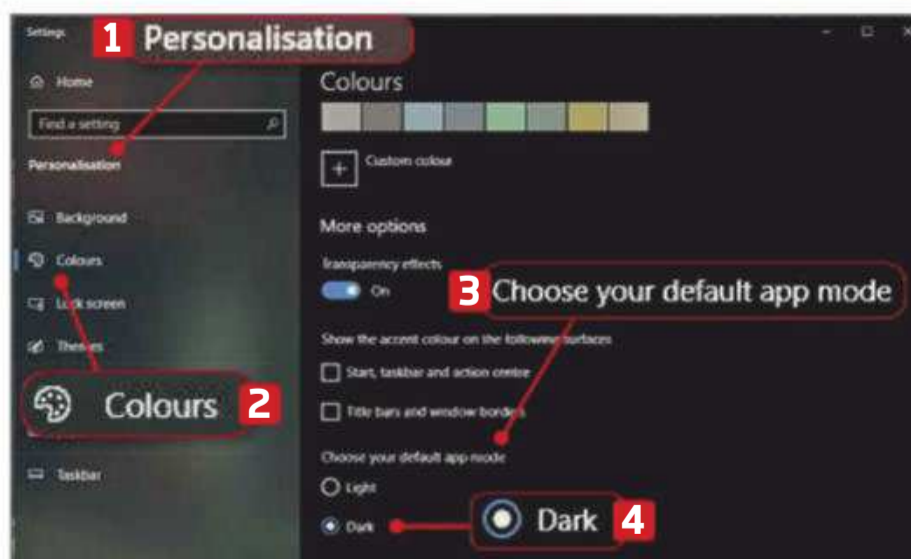 Settings
1 Personalisation
Home
Find a setting
Personalisation
Background
Colours
Lock screen
Themes
Colours 2
Taskbar
Colours
+ Custom colour
More options
Transparency effects
On
3 Choose your default app mode
Show the accent colour on the following surfaces
Start, taskbar and action centre
Title bars and window borders
Choose your default app mode
Light
Dark
Dark 4